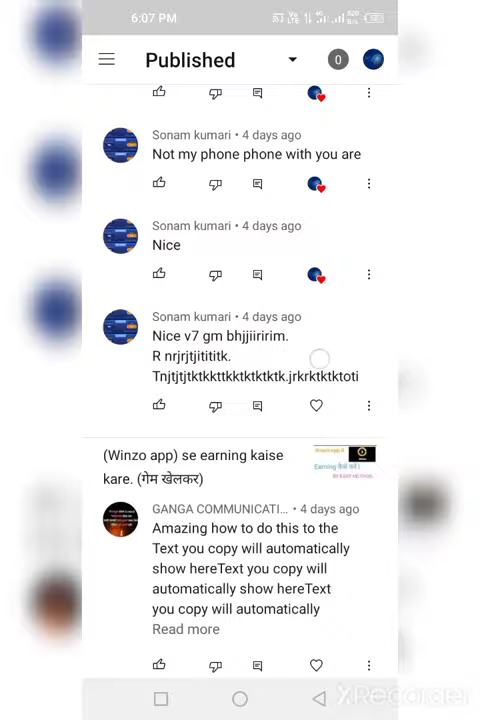 6:07 PM
Published
0
Sonam kumari • 4 days ago
Not my phone phone with you are
Sonam kumari • 4 days ago
Nice
Sonam kumari • 4 days ago
Nice v7 gm bhjjiiririm.
R nrjrjtjitititk.
Tnjtjtjtktkkttkktktktktk.jrkrktktktoti
(Winzo app) se earning kaise
kare. (गेम खेलकर)
GANGA COMMUNICATI... • 4 days ago
Amazing how to do this to the
Text you copy will automatically
show hereText you copy will
automatically show hereText
you copy will automatically
Read more
XRecorder